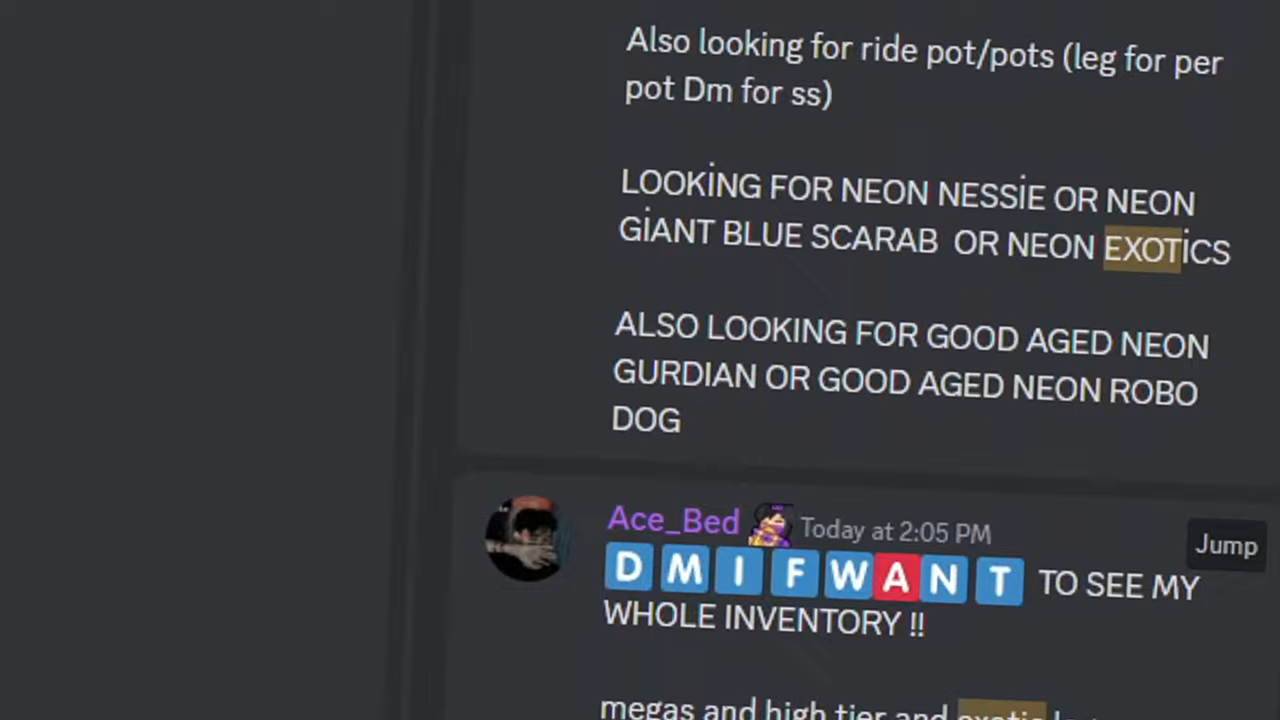 Also looking for ride pot/pots (leg for per
pot Dm for ss)
LOOKİNG FOR NEON NESSİE OR NEON
GİANT BLUE SCARAB OR NEON EXOTİCS
ALSO LOOKING FOR GOOD AGED NEON
GURDIAN OR GOOD AGED NEON ROBO
DOG
Ace_Bed Today at 2:05 PM
Jump
D M I F W A N T TO SEE MY
WHOLE INVENTORY !!
megas and high tier and exotic